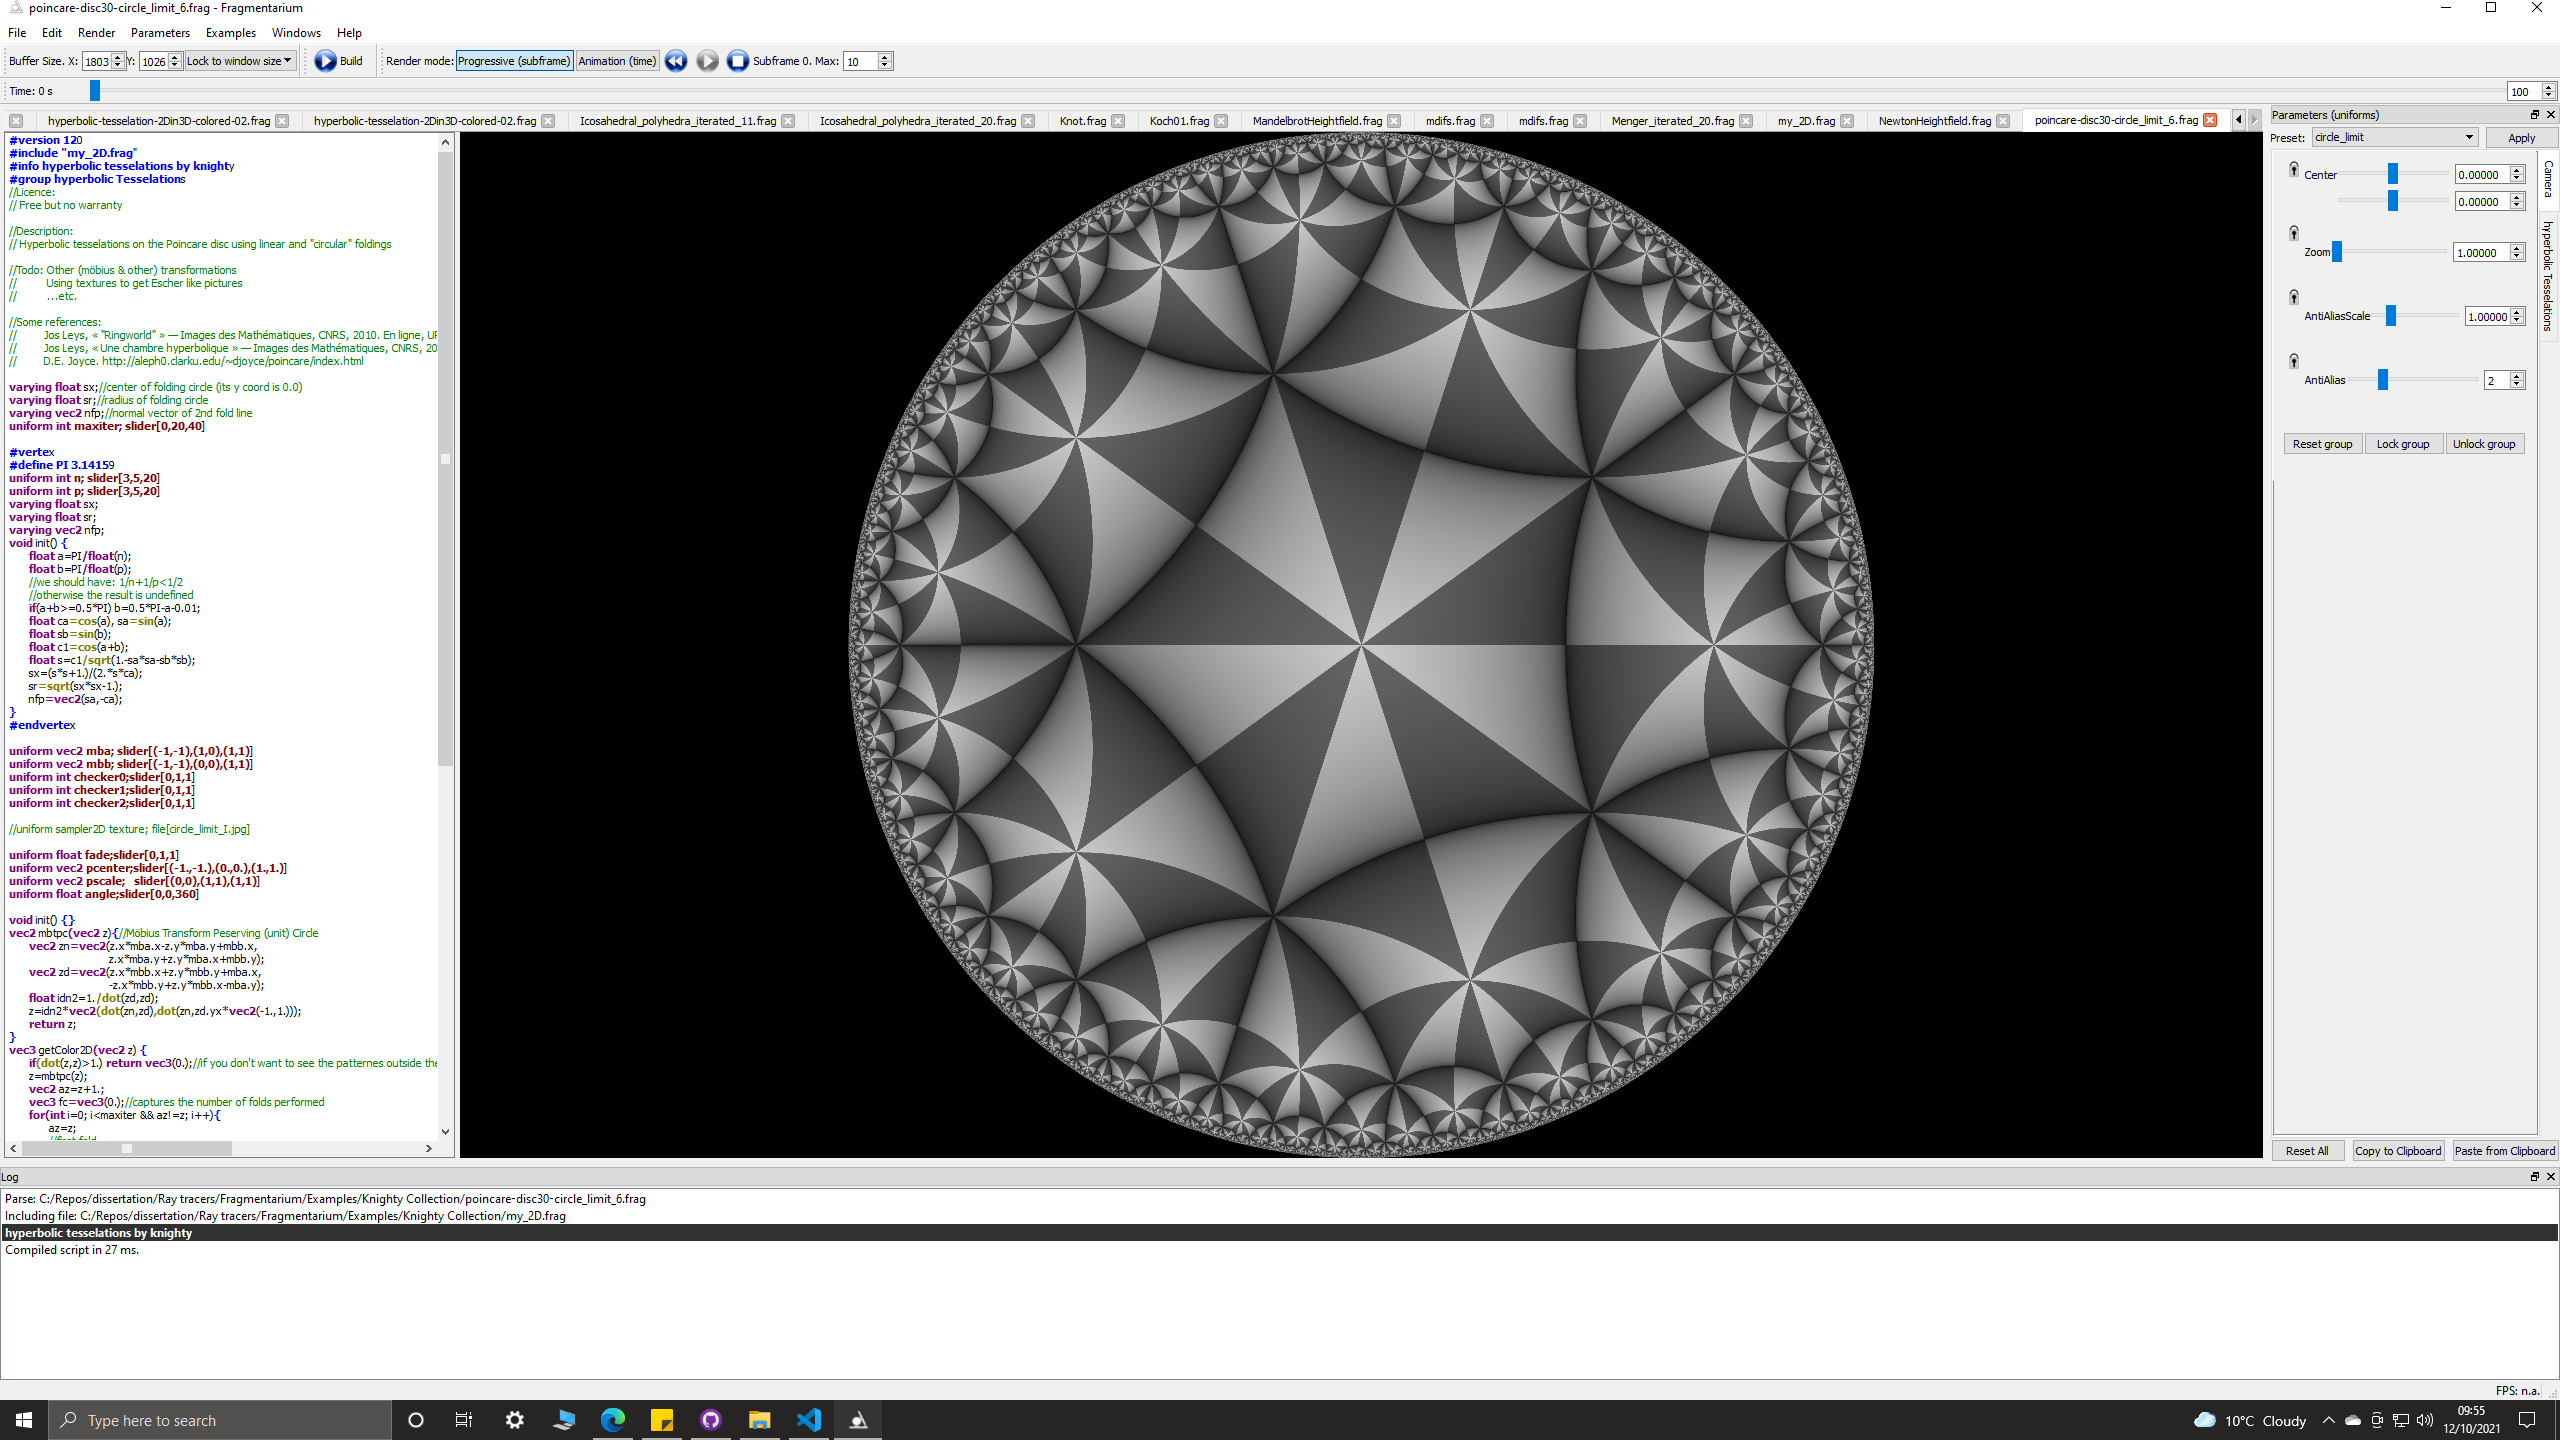 poincare-disc30-circle_limit_6.frag - Fragmentarium
File Edit Render Parameters Examples Windows Help
Buffer Size. X: 1803 Y: 1026 Lock to window size Build Render mode: Progressive (subframe) Animation (time) Subframe 0. Max: 10
Time: 0 s 100
hyperbolic-tesselation-2Din3D-colored-02.frag hyperbolic-tesselation-2Din3D-colored-02.frag Icosahedral_polyhedra_iterated_11.frag Icosahedral_polyhedra_iterated_20.frag Knot.frag Koch01.frag MandelbrotHeightfield.frag mdifs.frag mdifs.frag Menger_iterated_20.frag my_2D.frag NewtonHeightfield.frag poincare-disc30-circle_limit_6.frag
#version 120
#include "my_2D.frag"
#info hyperbolic tesselations by knighty
#group hyperbolic Tesselations
//Licence:
// Free but no warranty
//Description:
// Hyperbolic tesselations on the Poincare disc using linear and "circular" foldings
//Todo: Other (möbius & other) transformations
// Using textures to get Escher like pictures
// ...etc.
//Some references:
// Jos Leys, « "Ringworld" » — Images des Mathématiques, CNRS, 2010. En ligne, UR
// Jos Leys, « Une chambre hyperbolique » — Images des Mathématiques, CNRS, 20
// D.E. Joyce. http://aleph0.clarku.edu/~djoyce/poincare/index.html
varying float sx;//center of folding circle (its y coord is 0.0)
varying float sr;//radius of folding circle
varying vec2 nfp;//normal vector of 2nd fold line
uniform int maxiter; slider[0,20,40]
#vertex
#define PI 3.14159
uniform int n; slider[3,5,20]
uniform int p; slider[3,5,20]
varying float sx;
varying float sr;
varying vec2 nfp;
void init() {
float a=PI/float(n);
float b=PI/float(p);
//we should have: 1/n+1/p<1/2
//otherwise the result is undefined
if(a+b>=0.5*PI) b=0.5*PI-a-0.01;
float ca=cos(a), sa=sin(a);
float sb=sin(b);
float c1=cos(a+b);
float s=c1/sqrt(1.-sa*sa-sb*sb);
sx=(s*s+1.)/(2.*s*ca);
sr=sqrt(sx*sx-1.);
nfp=vec2(sa,-ca);
}
#endvertex
uniform vec2 mba; slider[(-1,-1),(1,0),(1,1)]
uniform vec2 mbb; slider[(-1,-1),(0,0),(1,1)]
uniform int checker0;slider[0,1,1]
uniform int checker1;slider[0,1,1]
uniform int checker2;slider[0,1,1]
//uniform sampler2D texture; file[circle_limit_I.jpg]
uniform float fade;slider[0,1,1]
uniform vec2 pcenter;slider[(-1.,-1.),(0.,0.),(1.,1.)]
uniform vec2 pscale; slider[(0,0),(1,1),(1,1)]
uniform float angle;slider[0,0,360]
void init() {}
vec2 mbtpc(vec2 z){//Möbius Transform Peserving (unit) Circle
vec2 zn=vec2(z.x*mba.x-z.y*mba.y+mbb.x,
z.x*mba.y+z.y*mba.x+mbb.y);
vec2 zd=vec2(z.x*mbb.x+z.y*mbb.y+mba.x,
-z.x*mbb.y+z.y*mbb.x-mba.y);
float idn2=1./dot(zd,zd);
z=idn2*vec2(dot(zn,zd),dot(zn,zd.yx*vec2(-1.,1.)));
return z;
}
vec3 getColor2D(vec2 z) {
if(dot(z,z)>1.) return vec3(0.);//if you don't want to see the patternes outside the
z=mbtpc(z);
vec2 az=z+1.;
vec3 fc=vec3(0.);//captures the number of folds performed
for(int i=0; i<maxiter && az!=z; i++){
az=z;
Parameters (uniforms)
Preset: circle_limit Apply
Center 0.00000
0.00000
Zoom 1.00000
AntiAliasScale 1.00000
AntiAlias 2
Reset group Lock group Unlock group
Camera
hyperbolic Tesselations
Reset All Copy to Clipboard Paste from Clipboard
Log
Parse: C:/Repos/dissertation/Ray tracers/Fragmentarium/Examples/Knighty Collection/poincare-disc30-circle_limit_6.frag
Including file: C:/Repos/dissertation/Ray tracers/Fragmentarium/Examples/Knighty Collection/my_2D.frag
hyperbolic tesselations by knighty
Compiled script in 27 ms.
FPS: n.a.
Type here to search
10°C Cloudy
09:55
12/10/2021